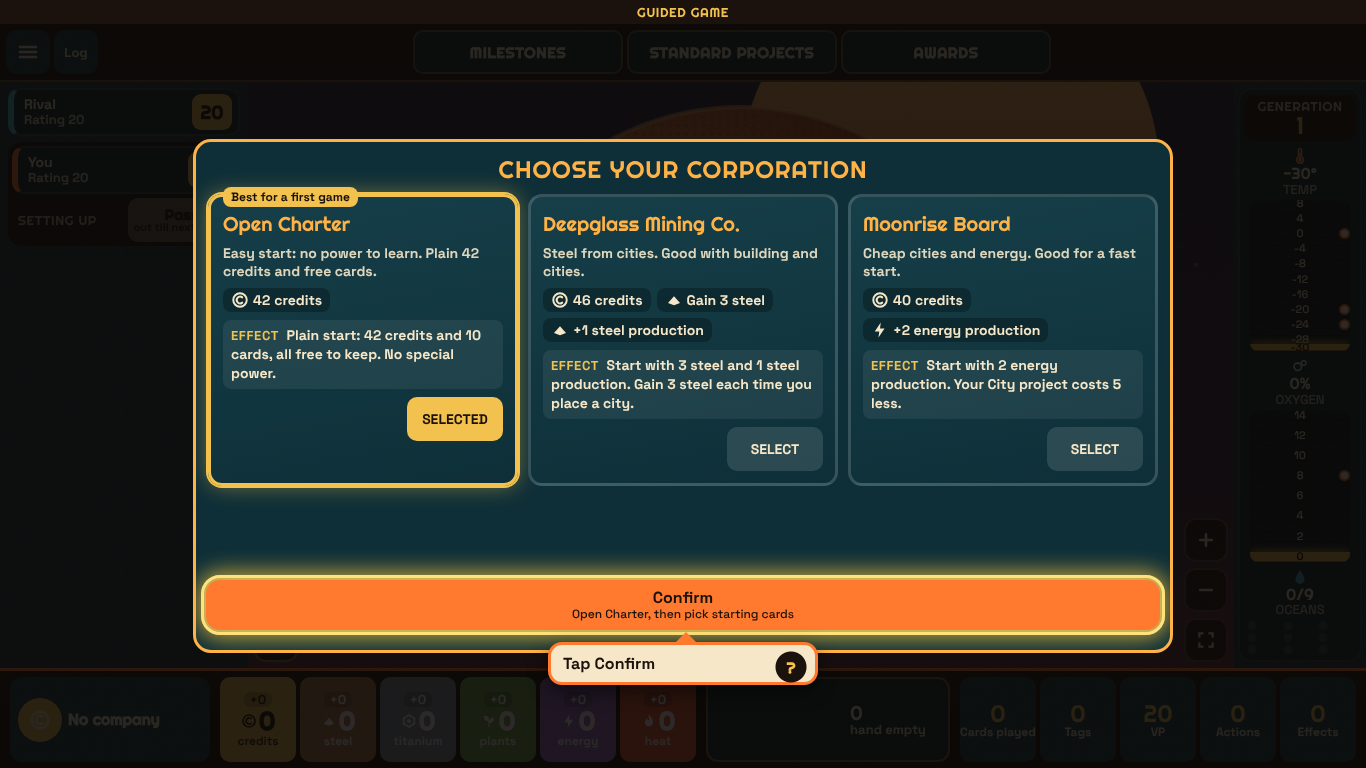 GUIDED GAME
Log
MILESTONES
STANDARD PROJECTS
AWARDS
Rival
Rating 20
20
You
Rating 20
SETTING UP
GENERATION
1
-30°
TEMP
8
4
0
-4
-8
-12
-16
-20
-24
-28
-30
0%
OXYGEN
14
12
10
8
6
4
2
0
0/9
OCEANS
CHOOSE YOUR CORPORATION
Best for a first game
Open Charter
Easy start: no power to learn. Plain 42
credits and free cards.
42 credits
EFFECT Plain start: 42 credits and 10
cards, all free to keep. No special
power.
SELECTED
Deepglass Mining Co.
Steel from cities. Good with building and
cities.
46 credits
Gain 3 steel
+1 steel production
EFFECT Start with 3 steel and 1 steel
production. Gain 3 steel each time you
place a city.
SELECT
Moonrise Board
Cheap cities and energy. Good for a fast
start.
40 credits
+2 energy production
EFFECT Start with 2 energy
production. Your City project costs 5
less.
SELECT
Confirm
Open Charter, then pick starting cards
Tap Confirm
?
+
−
No company
+0
0
credits
+0
0
steel
+0
0
titanium
+0
0
plants
+0
0
energy
+0
0
heat
0
hand empty
0
Cards played
0
Tags
20
VP
0
Actions
0
Effects